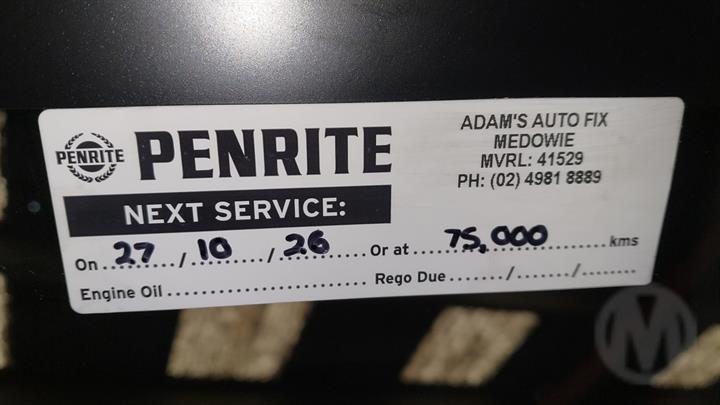 PENRITE
PENRITE
ADAM'S AUTO FIX
MEDOWIE
MVRL: 41529
PH: (02) 4981 8889
NEXT SERVICE:
On 27 / 10 / 26 Or at 75,000 kms
Engine Oil .................................... Rego Due ......./......./........
M